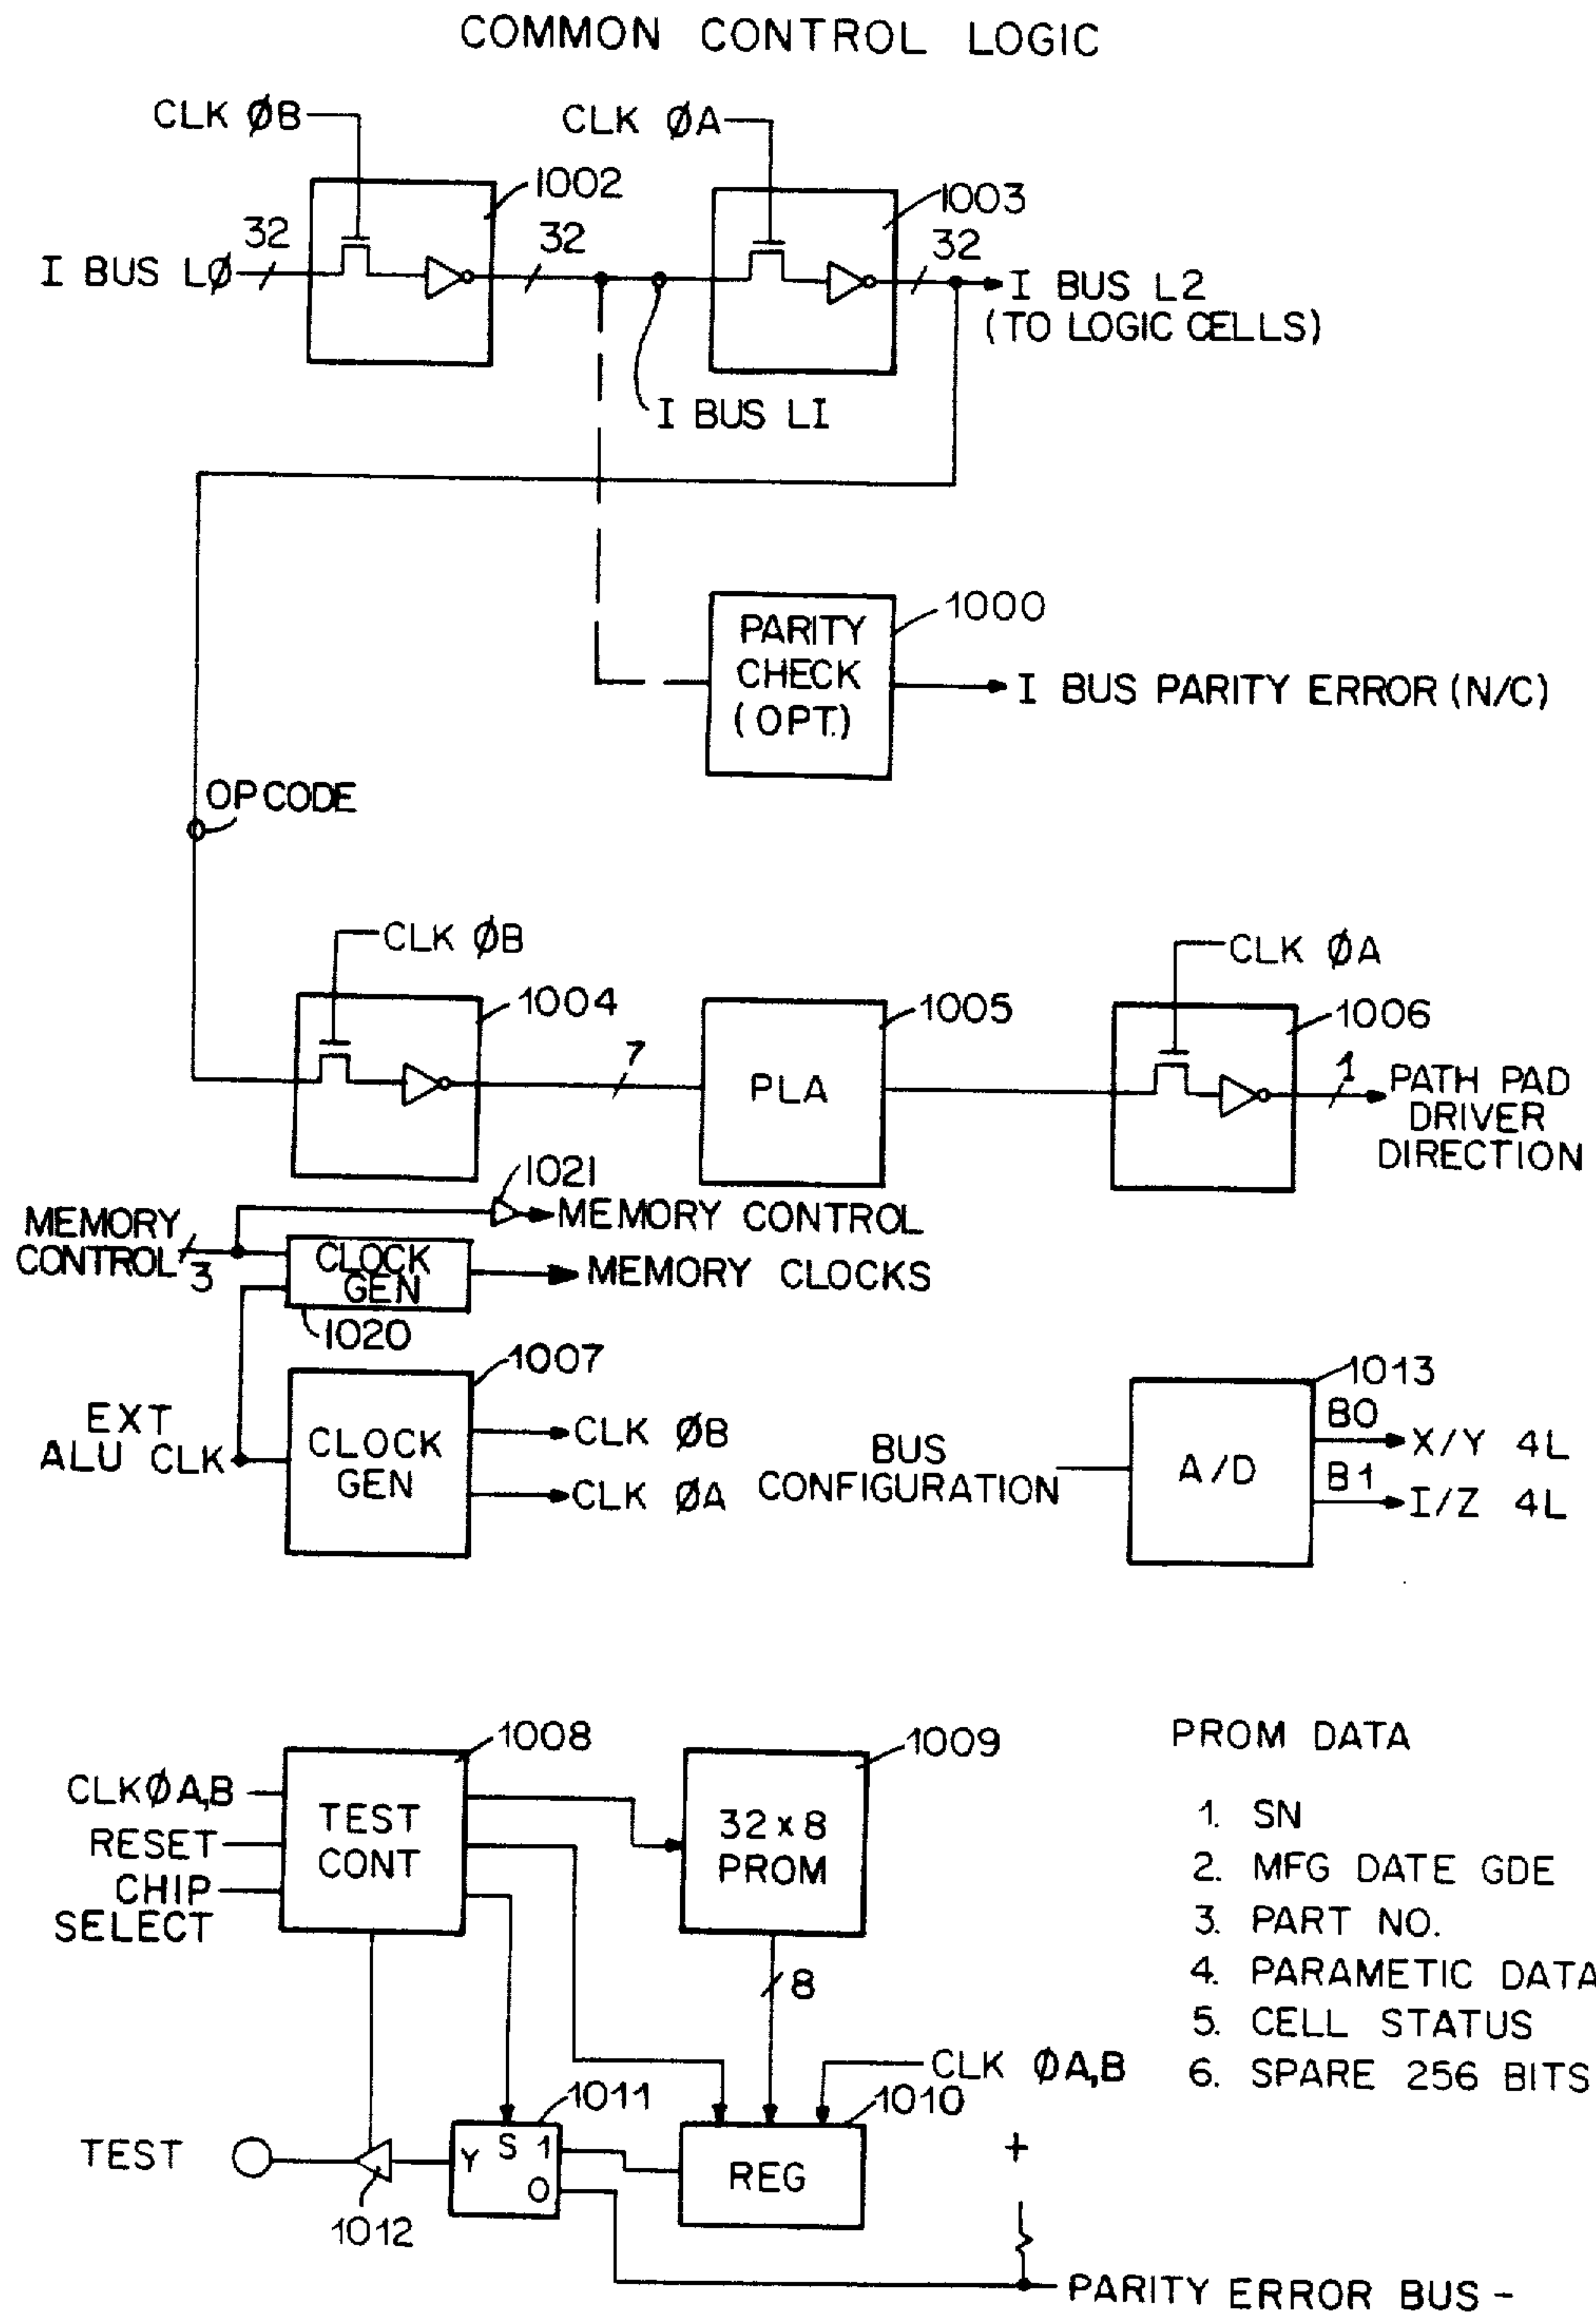 COMMON CONTROL LOGIC
CLK ØB
CLK ØA
1002
1003
32
32
32
I BUS LØ
I BUS L2
(TO LOGIC CELLS)
I BUS LI
1000
PARITY
CHECK
(OPT.)
I BUS PARITY ERROR (N/C)
OPCODE
CLK ØB
CLK ØA
1004
1005
1006
7
PLA
1
PATH PAD
DRIVER
DIRECTION
1021
MEMORY CONTROL
MEMORY
CONTROL
3
CLOCK
GEN
MEMORY CLOCKS
1020
1007
EXT
ALU CLK
CLOCK
GEN
CLK ØB
CLK ØA
BUS
CONFIGURATION
1013
A/D
B0
X/Y 4L
B1
I/Z 4L
1008
1009
CLKØA,B
RESET
CHIP
SELECT
TEST
CONT
32 x 8
PROM
8
PROM DATA
1. SN
2. MFG DATE GDE
3. PART NO.
4. PARAMETIC DATA
5. CELL STATUS
6. SPARE 256 BITS
CLK ØA,B
1011
1010
TEST
Y S 1
0
REG
1012
+
PARITY ERROR BUS -